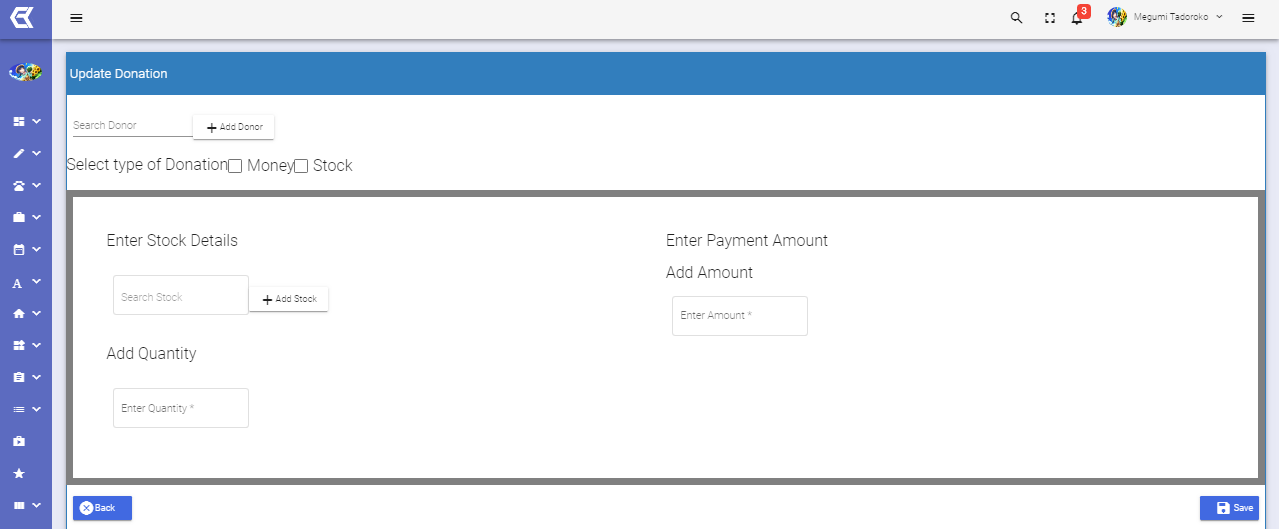 3
Megumi Tadoroko
Update Donation
Search Donor
Add Donor
Select type of Donation Money Stock
Enter Stock Details
Enter Payment Amount
Add Amount
Search Stock
Add Stock
Enter Amount *
Add Quantity
Enter Quantity *
Back
Save